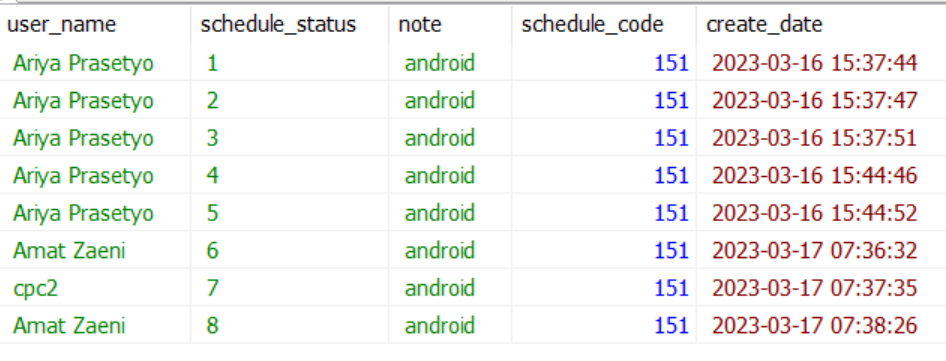 user_name schedule_status note schedule_code create_date
Ariya Prasetyo 1 android 151 2023-03-16 15:37:44
Ariya Prasetyo 2 android 151 2023-03-16 15:37:47
Ariya Prasetyo 3 android 151 2023-03-16 15:37:51
Ariya Prasetyo 4 android 151 2023-03-16 15:44:46
Ariya Prasetyo 5 android 151 2023-03-16 15:44:52
Amat Zaeni 6 android 151 2023-03-17 07:36:32
cpc2 7 android 151 2023-03-17 07:37:35
Amat Zaeni 8 android 151 2023-03-17 07:38:26